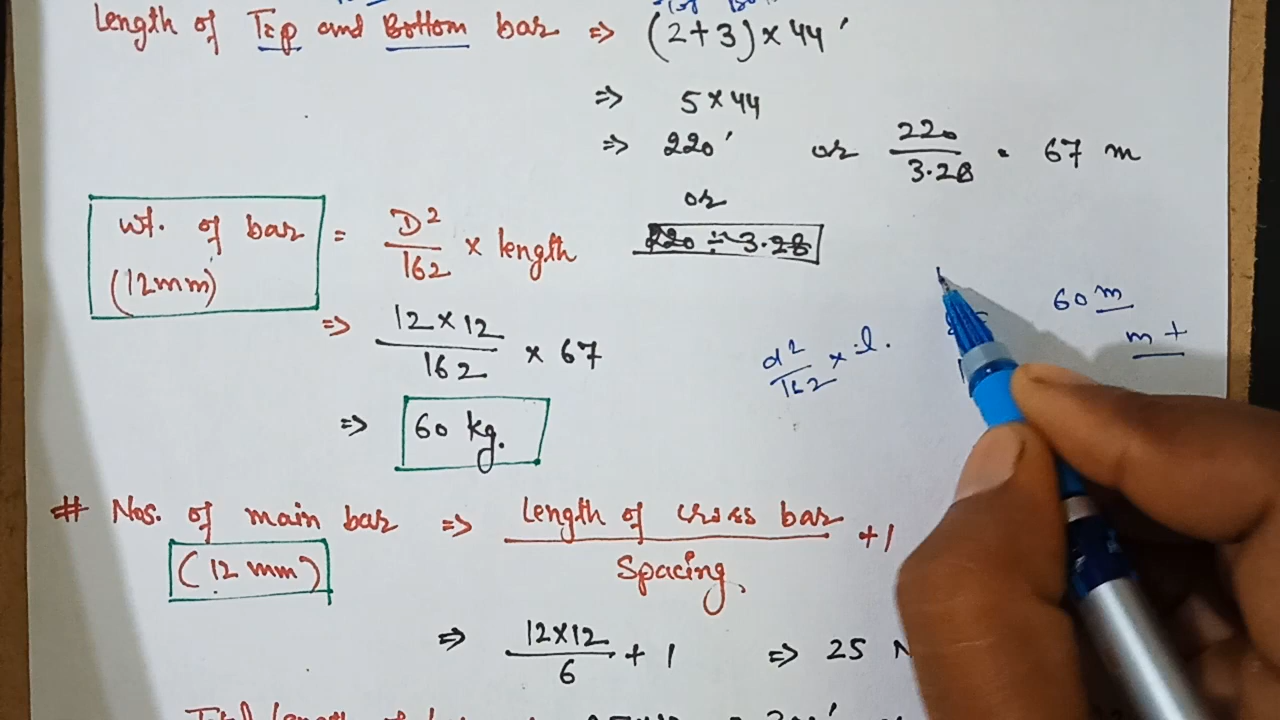 Length of Top and Bottom bar ⇒ (2+3) × 44 ′
⇒ 5 × 44
⇒ 220 ′ or 220/3.28 = 67 m
or
220 ÷ 3.28
wt. of bar (12mm) = D²/162 × length
⇒ 12 × 12/162 × 67
d²/162 × l.
60 m
m +
⇒ 60 kg.
# Nos. of main bar (12 mm) ⇒ Length of cross bar/Spacing, +1
⇒ 12×12/6 + 1 ⇒ 25 N